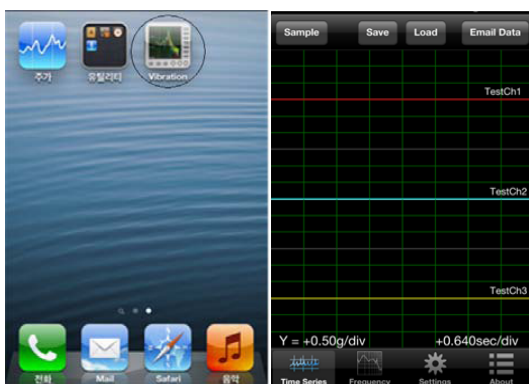 주가 유틸리티 Vibration
전화 Mail Safari 음악
Sample Save Load Email Data
TestCh1
TestCh2
TestCh3
Y = +0.50g/div +0.640sec/div
Time Series Frequency Settings About